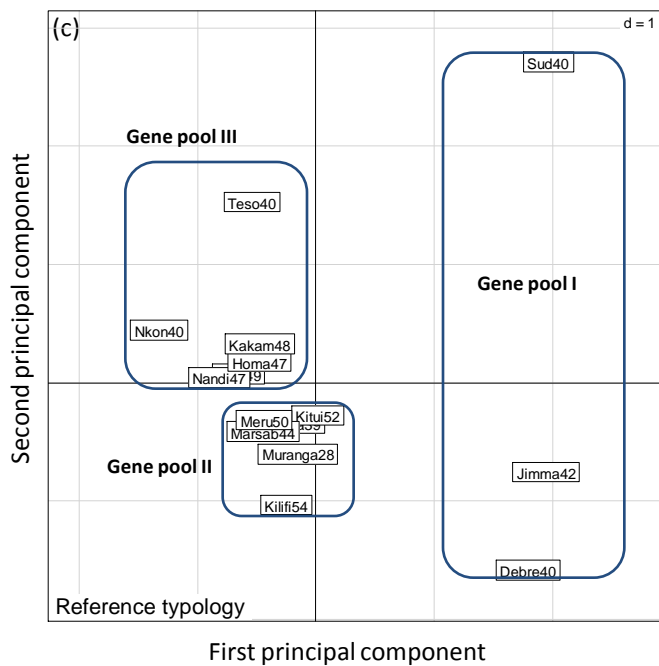 (c)
d = 1
Sud40
Gene pool III
Teso40
Gene pool I
Nkon40
Kakam48
Homa47
Nandi47
Kitui52
Meru50
Marsab44
Muranga28
Gene pool II
Jimma42
Kilifi54
Debre40
Reference typology
Second principal component
First principal component